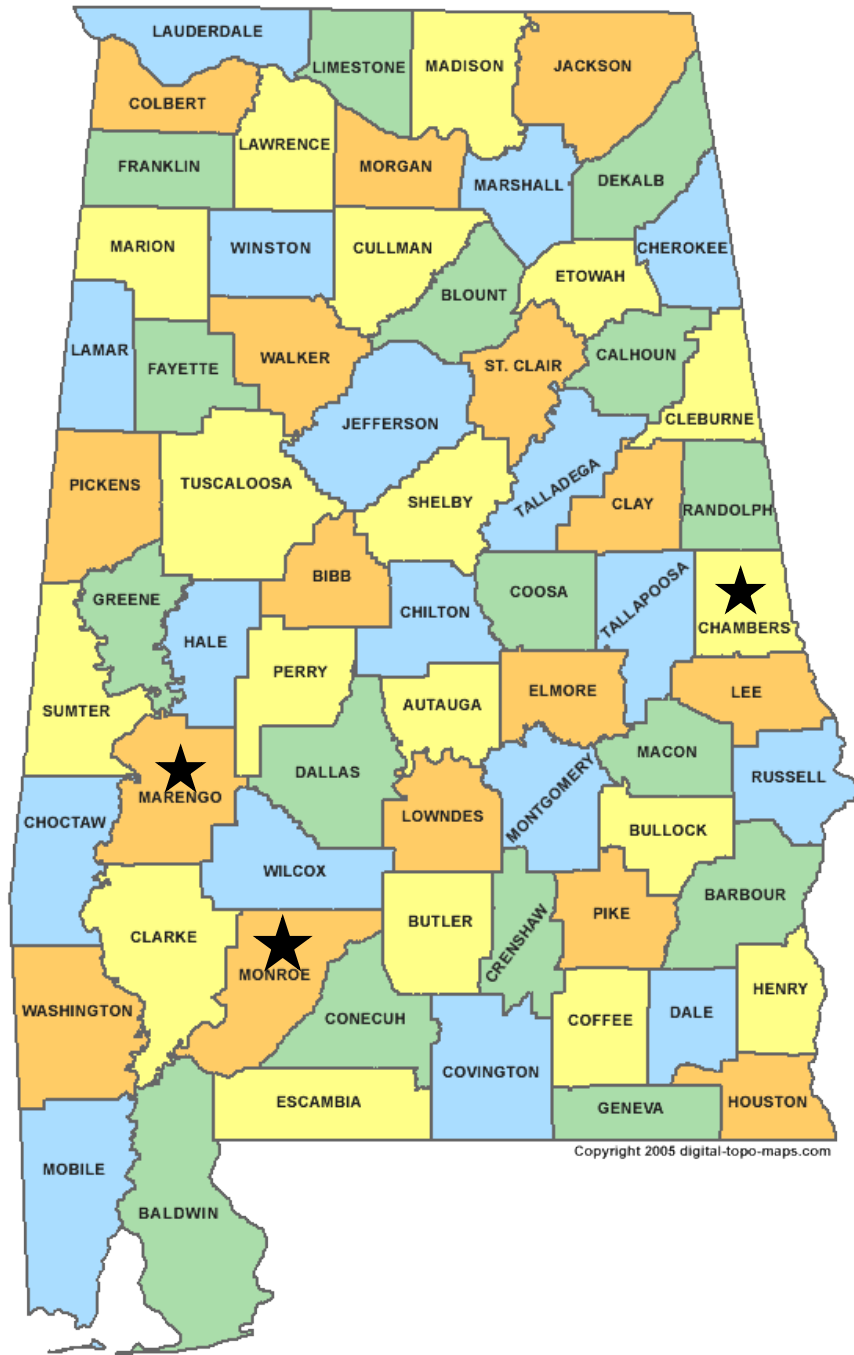 LAUDERDALE
LIMESTONE
MADISON
JACKSON
COLBERT
LAWRENCE
FRANKLIN
MORGAN
MARSHALL
DEKALB
MARION
WINSTON
CULLMAN
CHEROKEE
ETOWAH
BLOUNT
LAMAR
FAYETTE
WALKER
ST. CLAIR
CALHOUN
JEFFERSON
CLEBURNE
PICKENS
TUSCALOOSA
SHELBY
TALLADEGA
CLAY
RANDOLPH
GREENE
BIBB
HALE
CHILTON
COOSA
TALLAPOOSA
CHAMBERS
PERRY
SUMTER
AUTAUGA
ELMORE
LEE
MARENGO
DALLAS
MACON
RUSSELL
CHOCTAW
LOWNDES
MONTGOMERY
BULLOCK
WILCOX
BARBOUR
CLARKE
BUTLER
CRENSHAW
PIKE
MONROE
WASHINGTON
CONECUH
COFFEE
DALE
HENRY
ESCAMBIA
COVINGTON
GENEVA
HOUSTON
Copyright 2005 digital-topo-maps.com
MOBILE
BALDWIN